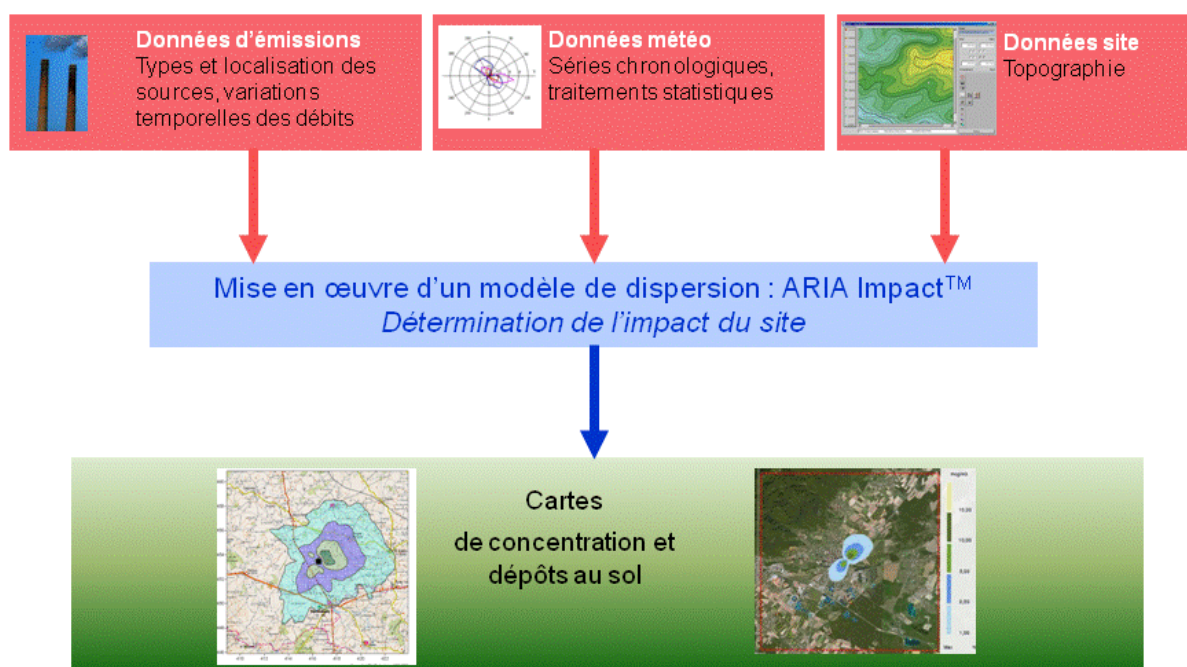 Données d'émissions
Types et localisation des
sources, variations
temporelles des débits
Données météo
Séries chronologiques,
traitements statistiques
Données site
Topographie
Mise en œuvre d'un modèle de dispersion : ARIA Impact™
Détermination de l'impact du site
Cartes
de concentration et
dépôts au sol